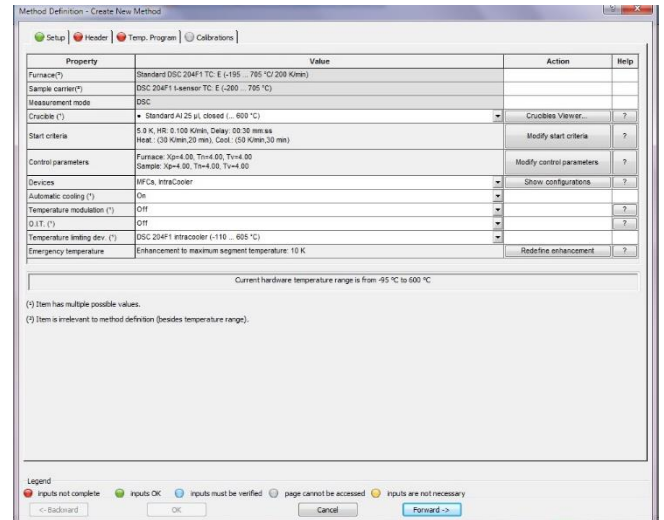 Method Definition - Create New Method
Setup Header Temp. Program Calibrations
Property Value Action Help
Furnace(²) Standard DSC 204F1 TC: E (-195 ... 705 °C/ 200 K/min)
Sample carrier(²) DSC 204F1 t-sensor TC: E (-200 ... 705 °C)
Measurement mode DSC
Crucible (¹) • Standard Al 25 µl, closed (... 600 °C) Crucibles Viewer...
Start criteria 5.0 K, HR: 0.100 K/min, Delay: 00:30 mm:ss Modify start criteria ?
Heat.: (30 K/min,20 min), Cool.: (50 K/min,30 min)
Control parameters Furnace: Xp=4.00, Tn=4.00, Tv=4.00 Modify control parameters ?
Sample: Xp=4.00, Tn=4.00, Tv=4.00
Devices MFCs, IntraCooler Show configurations ?
Automatic cooling (¹) On
Temperature modulation (¹) Off ?
O.I.T. (¹) Off ?
Temperature limiting dev. (¹) DSC 204F1 intracooler (-110 ... 605 °C)
Emergency temperature Enhancement to maximum segment temperature: 10 K Redefine enhancement ?
Current hardware temperature range is from -95 °C to 600 °C
(¹) Item has multiple possible values.
(²) Item is irrelevant to method definition (besides temperature range).
Legend
inputs not complete inputs OK inputs must be verified page cannot be accessed inputs are not necessary
<- Backward OK Cancel Forward ->